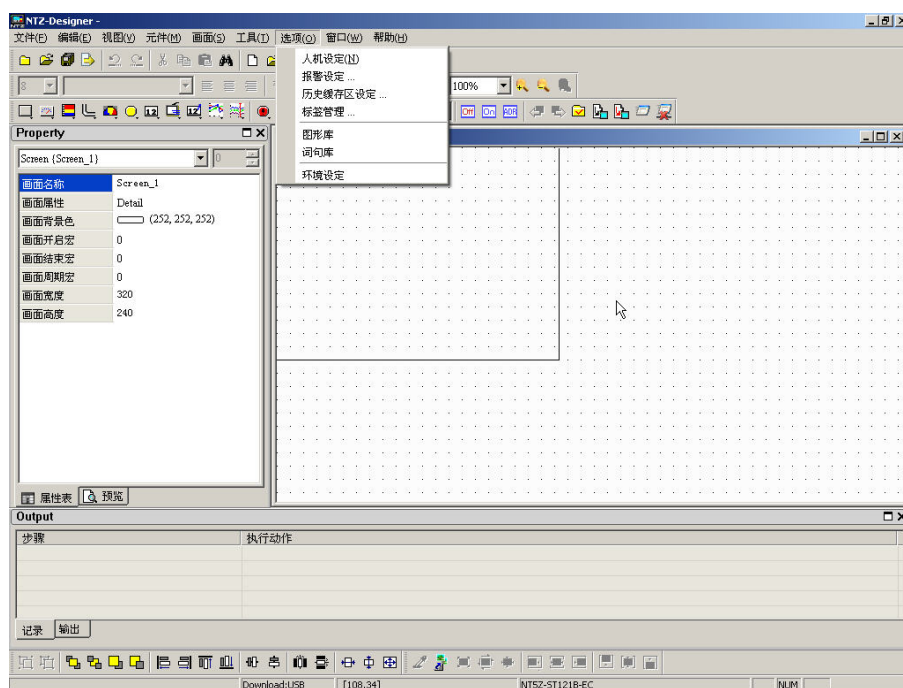 NTZ-Designer -
文件(F) 编辑(E) 视图(V) 元件(M) 画面(S) 工具(T) 选项(O) 窗口(W) 帮助(H)
人机设定(N)
报警设定 ...
历史缓存区设定 ...
标签管理 ...
图形库
词句库
环境设定
8 100%
Property
Screen {Screen_1} 0
画面名称 Screen_1
画面属性 Detail
画面背景色 (252, 252, 252)
画面开启宏 0
画面结束宏 0
画面周期宏 0
画面宽度 320
画面高度 240
属性表 预览
Output
步骤 执行动作
记录 输出
Download:USB [108,34] NT5Z-ST121B-EC NUM